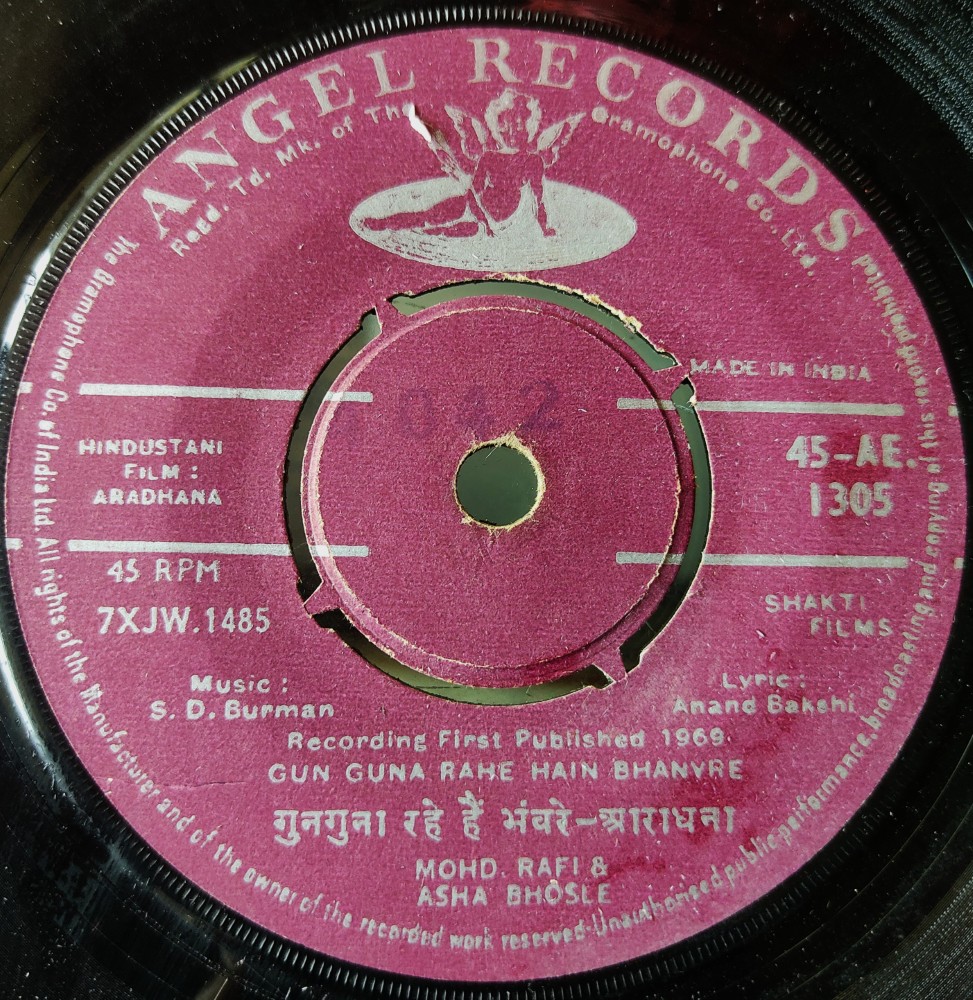 ANGEL RECORDS
Regd. Td. Mk. of The Gramophone Co. Ltd.
MADE IN INDIA
HINDUSTANI
FILM :
ARADHANA
45-AE.
1305
45 RPM
7XJW.1485
SHAKTI
FILMS
Music :
S. D. Burman
Lyric :
Anand Bakshi
Recording First Published 1969
GUN GUNA RAHE HAIN BHANVRE
गुनगुना रहे हैं भंवरे-आराधना
MOHD. RAFI &
ASHA BHOSLE
The Gramophone Co. of India Ltd. All rights of the Manufacturer and of the owner of the recorded work reserved-Unauthorised public performance, broadcasting and copying of this record prohibited